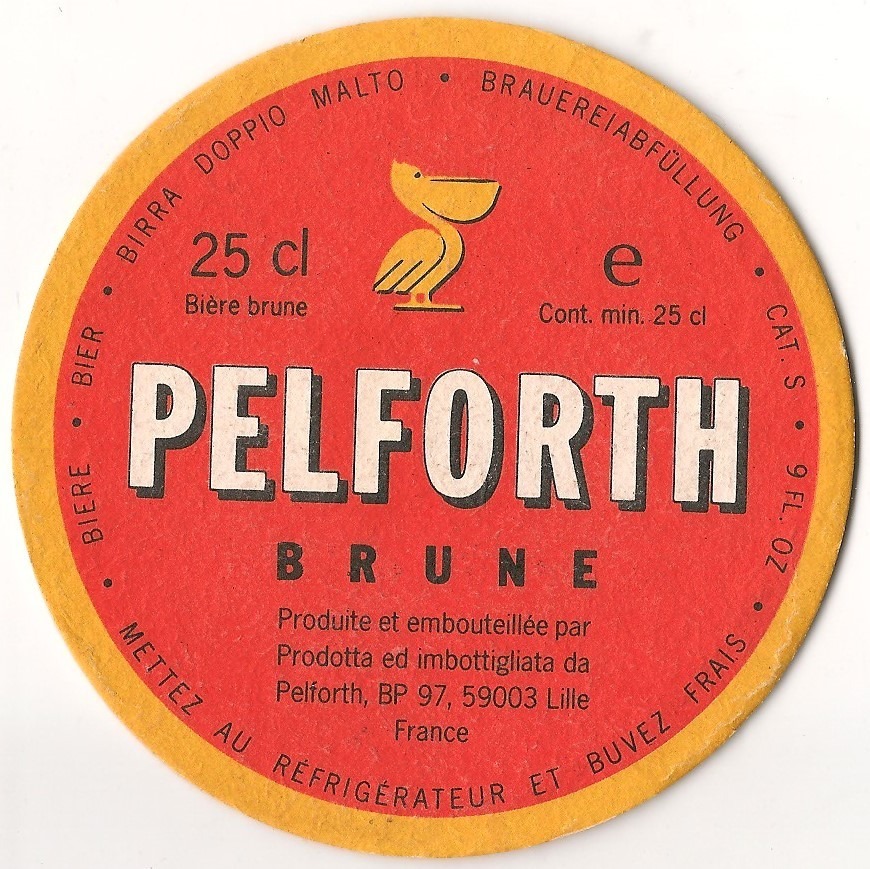 BIÈRE • BIER • BIRRA DOPPIO MALTO • BRAUEREIABFÜLLUNG • CAT. S • 9 FL. OZ •
25 cl
Bière brune
e
Cont. min. 25 cl
PELFORTH
BRUNE
Produite et embouteillée par
Prodotta ed imbottigliata da
Pelforth, BP 97, 59003 Lille
France
METTEZ AU RÉFRIGÉRATEUR ET BUVEZ FRAIS •